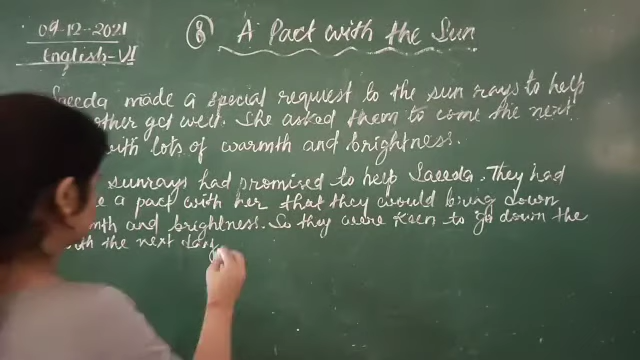 09-12-2021
English-VI
8 A Pact with the Sun
Saeeda made a special request to the sun rays to help
other get well. She asked them to come the next
with lots of warmth and brightness.
sunrays had promised to help Saeeda. They had
a pact with her that they would bring down
mth and brightness. So they were keen to go down the
the next day